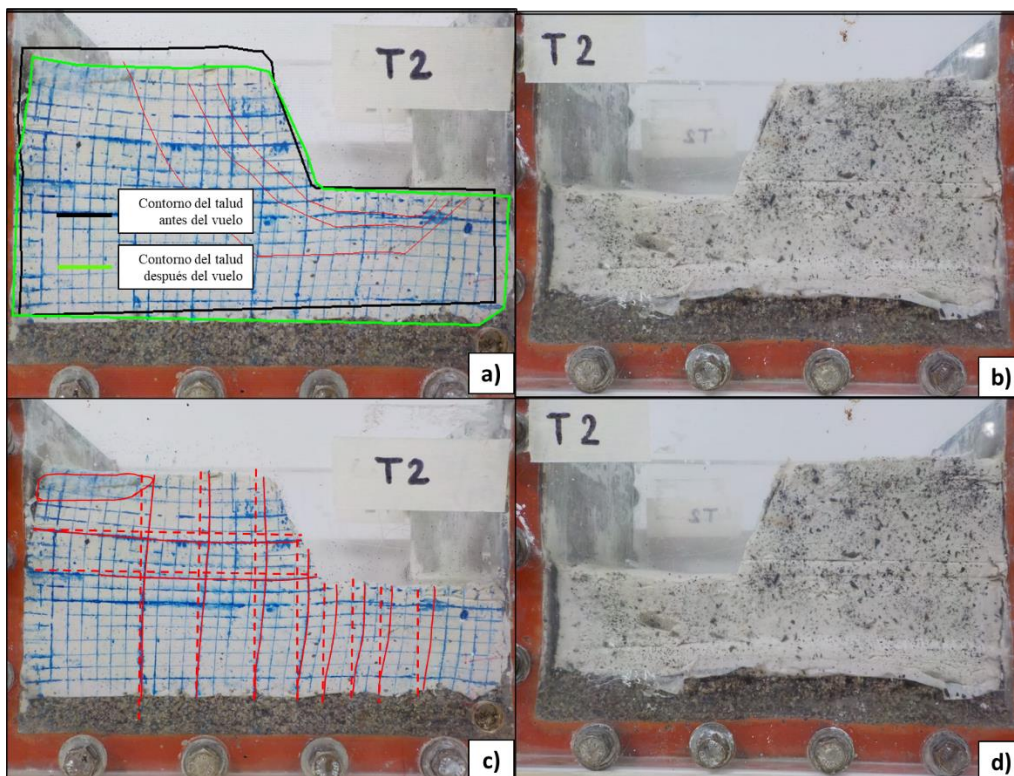 T2
Contorno del talud
antes del vuelo
Contorno del talud
después del vuelo
a)
T2
T2
b)
T2
c)
T2
T2
d)